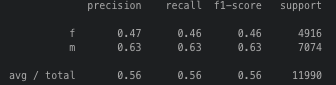 precision recall f1-score support
f 0.47 0.46 0.46 4916
m 0.63 0.63 0.63 7074
avg / total 0.56 0.56 0.56 11990